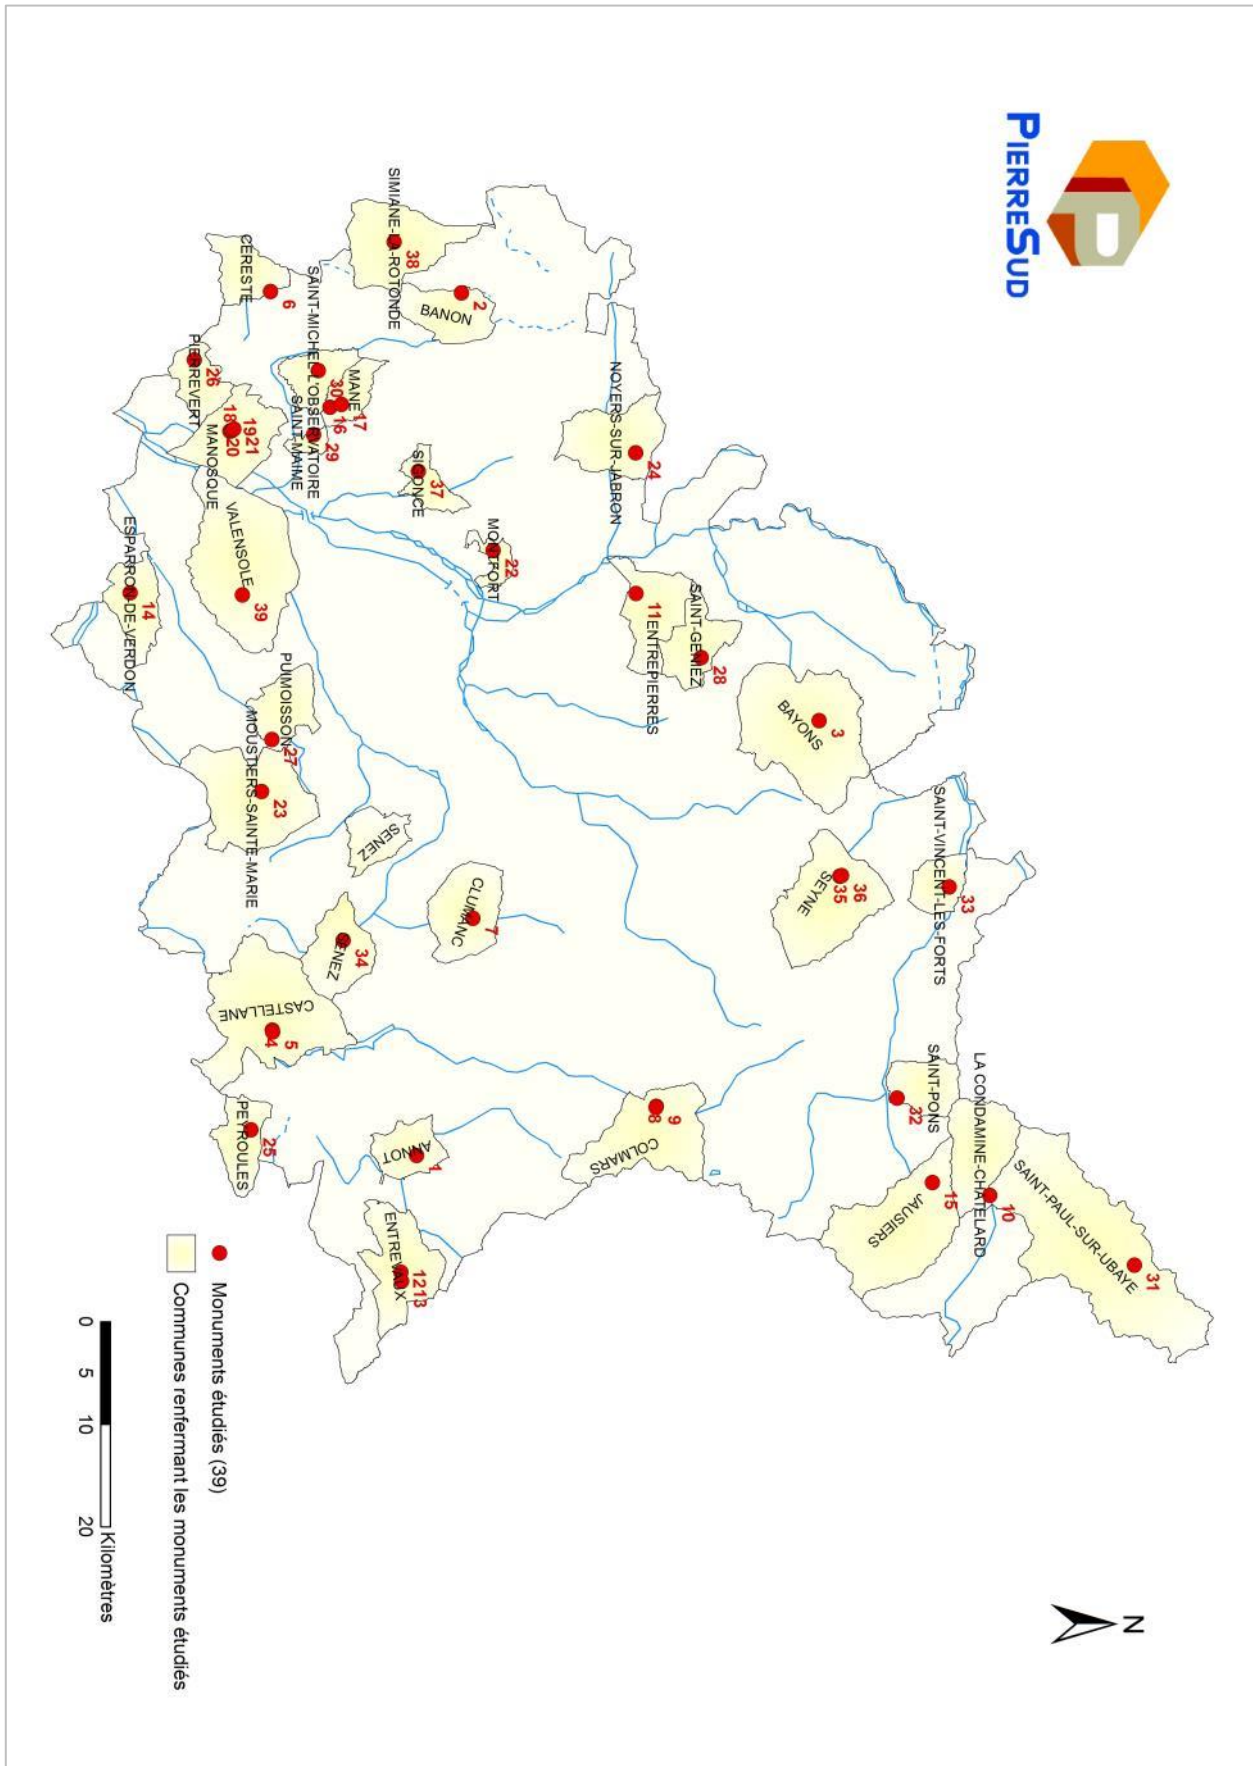 PIERRESUD
N
SAINT-PAUL-SUR-UBAYE
31
LA CONDAMINE-CHATELARD
10
SAINT-VINCENT-LES-FORTS
33
SAINT-PONS
32
JAUSIERS
15
SEYNE
36
35
BAYONS
3
SAINT-GENIEZ
28
ENTREPIERRES
11
NOYERS-SUR-JABRON
24
COLMARS
9
8
MONTFORT
22
CLUMANC
7
BANON
2
SIGONCE
37
SIMIANE-LA-ROTONDE
38
ANNOT
1
ENTREVAUX
1213
MANE
17
16
SAINT-MICHEL-L'OBSERVATOIRE
30
SAINT-MAIME
29
SENEZ
SENEZ
34
CERESTE
6
PUIMOISSON
27
MOUSTIERS-SAINTE-MARIE
23
CASTELLANE
5
4
VALENSOLE
39
MANOSQUE
1921
18
20
PIERREVERT
26
PEYROULES
25
ESPARRON-DE-VERDON
14
Monuments étudiés (39)
Communes renfermant les monuments étudiés
0 5 10 20
Kilomètres